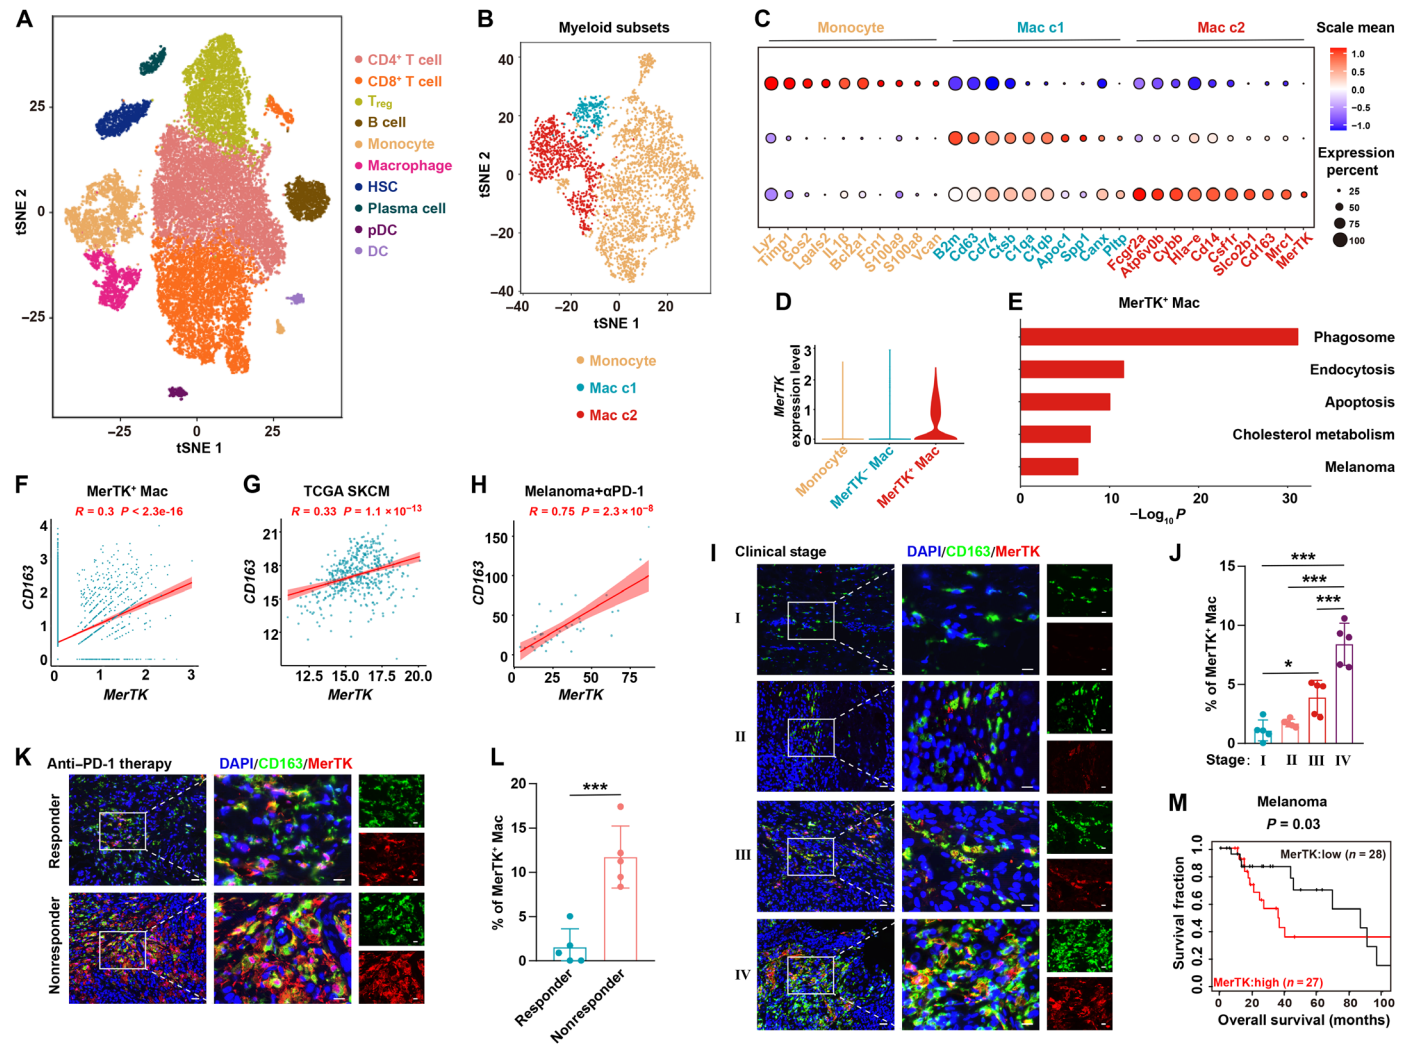 A
tSNE 2
25
0
−25
−25
0
25
tSNE 1
CD4⁺ T cell
CD8⁺ T cell
Treg
B cell
Monocyte
Macrophage
HSC
Plasma cell
pDC
DC
B
Myeloid subsets
tSNE 2
40
20
0
−20
−40
−40
−20
0
20
tSNE 1
Monocyte
Mac c1
Mac c2
C
Monocyte
Mac c1
Mac c2
Lyz
Timp1
Gos2
Lgals2
IL1β
Bcl2a1
Fcn1
S100a9
S100a8
Vcan
B2m
Cd63
Cd74
Ctsb
C1qa
C1qb
Apoc1
Spp1
Canx
Pltp
Fcgr2a
Atp6v0b
Cybb
Hla−e
Cd14
Csf1r
Slco2b1
Cd163
Mrc1
MerTK
Scale mean
1.0
0.5
0.0
−0.5
−1.0
Expression
percent
25
50
75
100
D
MerTK
expression level
3
2
1
0
Monocyte
MerTK⁻ Mac
MerTK⁺ Mac
E
MerTK⁺ Mac
Phagosome
Endocytosis
Apoptosis
Cholesterol metabolism
Melanoma
0
10
20
30
−Log₁₀ P
F
MerTK⁺ Mac
R = 0.3 P < 2.3e-16
CD163
4
3
2
1
0
0
1
2
3
MerTK
G
TCGA SKCM
R = 0.33 P = 1.1 × 10⁻¹³
CD163
21
18
15
12
12.5
15.0
17.5
20.0
MerTK
H
Melanoma+αPD-1
R = 0.75 P = 2.3 × 10⁻⁸
CD163
150
100
50
0
0
25
50
75
MerTK
I
Clinical stage
DAPI/CD163/MerTK
I
II
III
IV
J
% of MerTK⁺ Mac
15
10
5
0
***
***
***
*
Stage:
I
II
III
IV
K
Anti–PD-1 therapy
DAPI/CD163/MerTK
Responder
Nonresponder
L
% of MerTK⁺ Mac
20
15
10
5
0
***
Responder
Nonresponder
M
Melanoma
P = 0.03
Survival fraction
1.0
0.8
0.6
0.4
0.2
0.0
MerTK:low (n = 28)
MerTK:high (n = 27)
0
20
40
60
80
100
Overall survival (months)